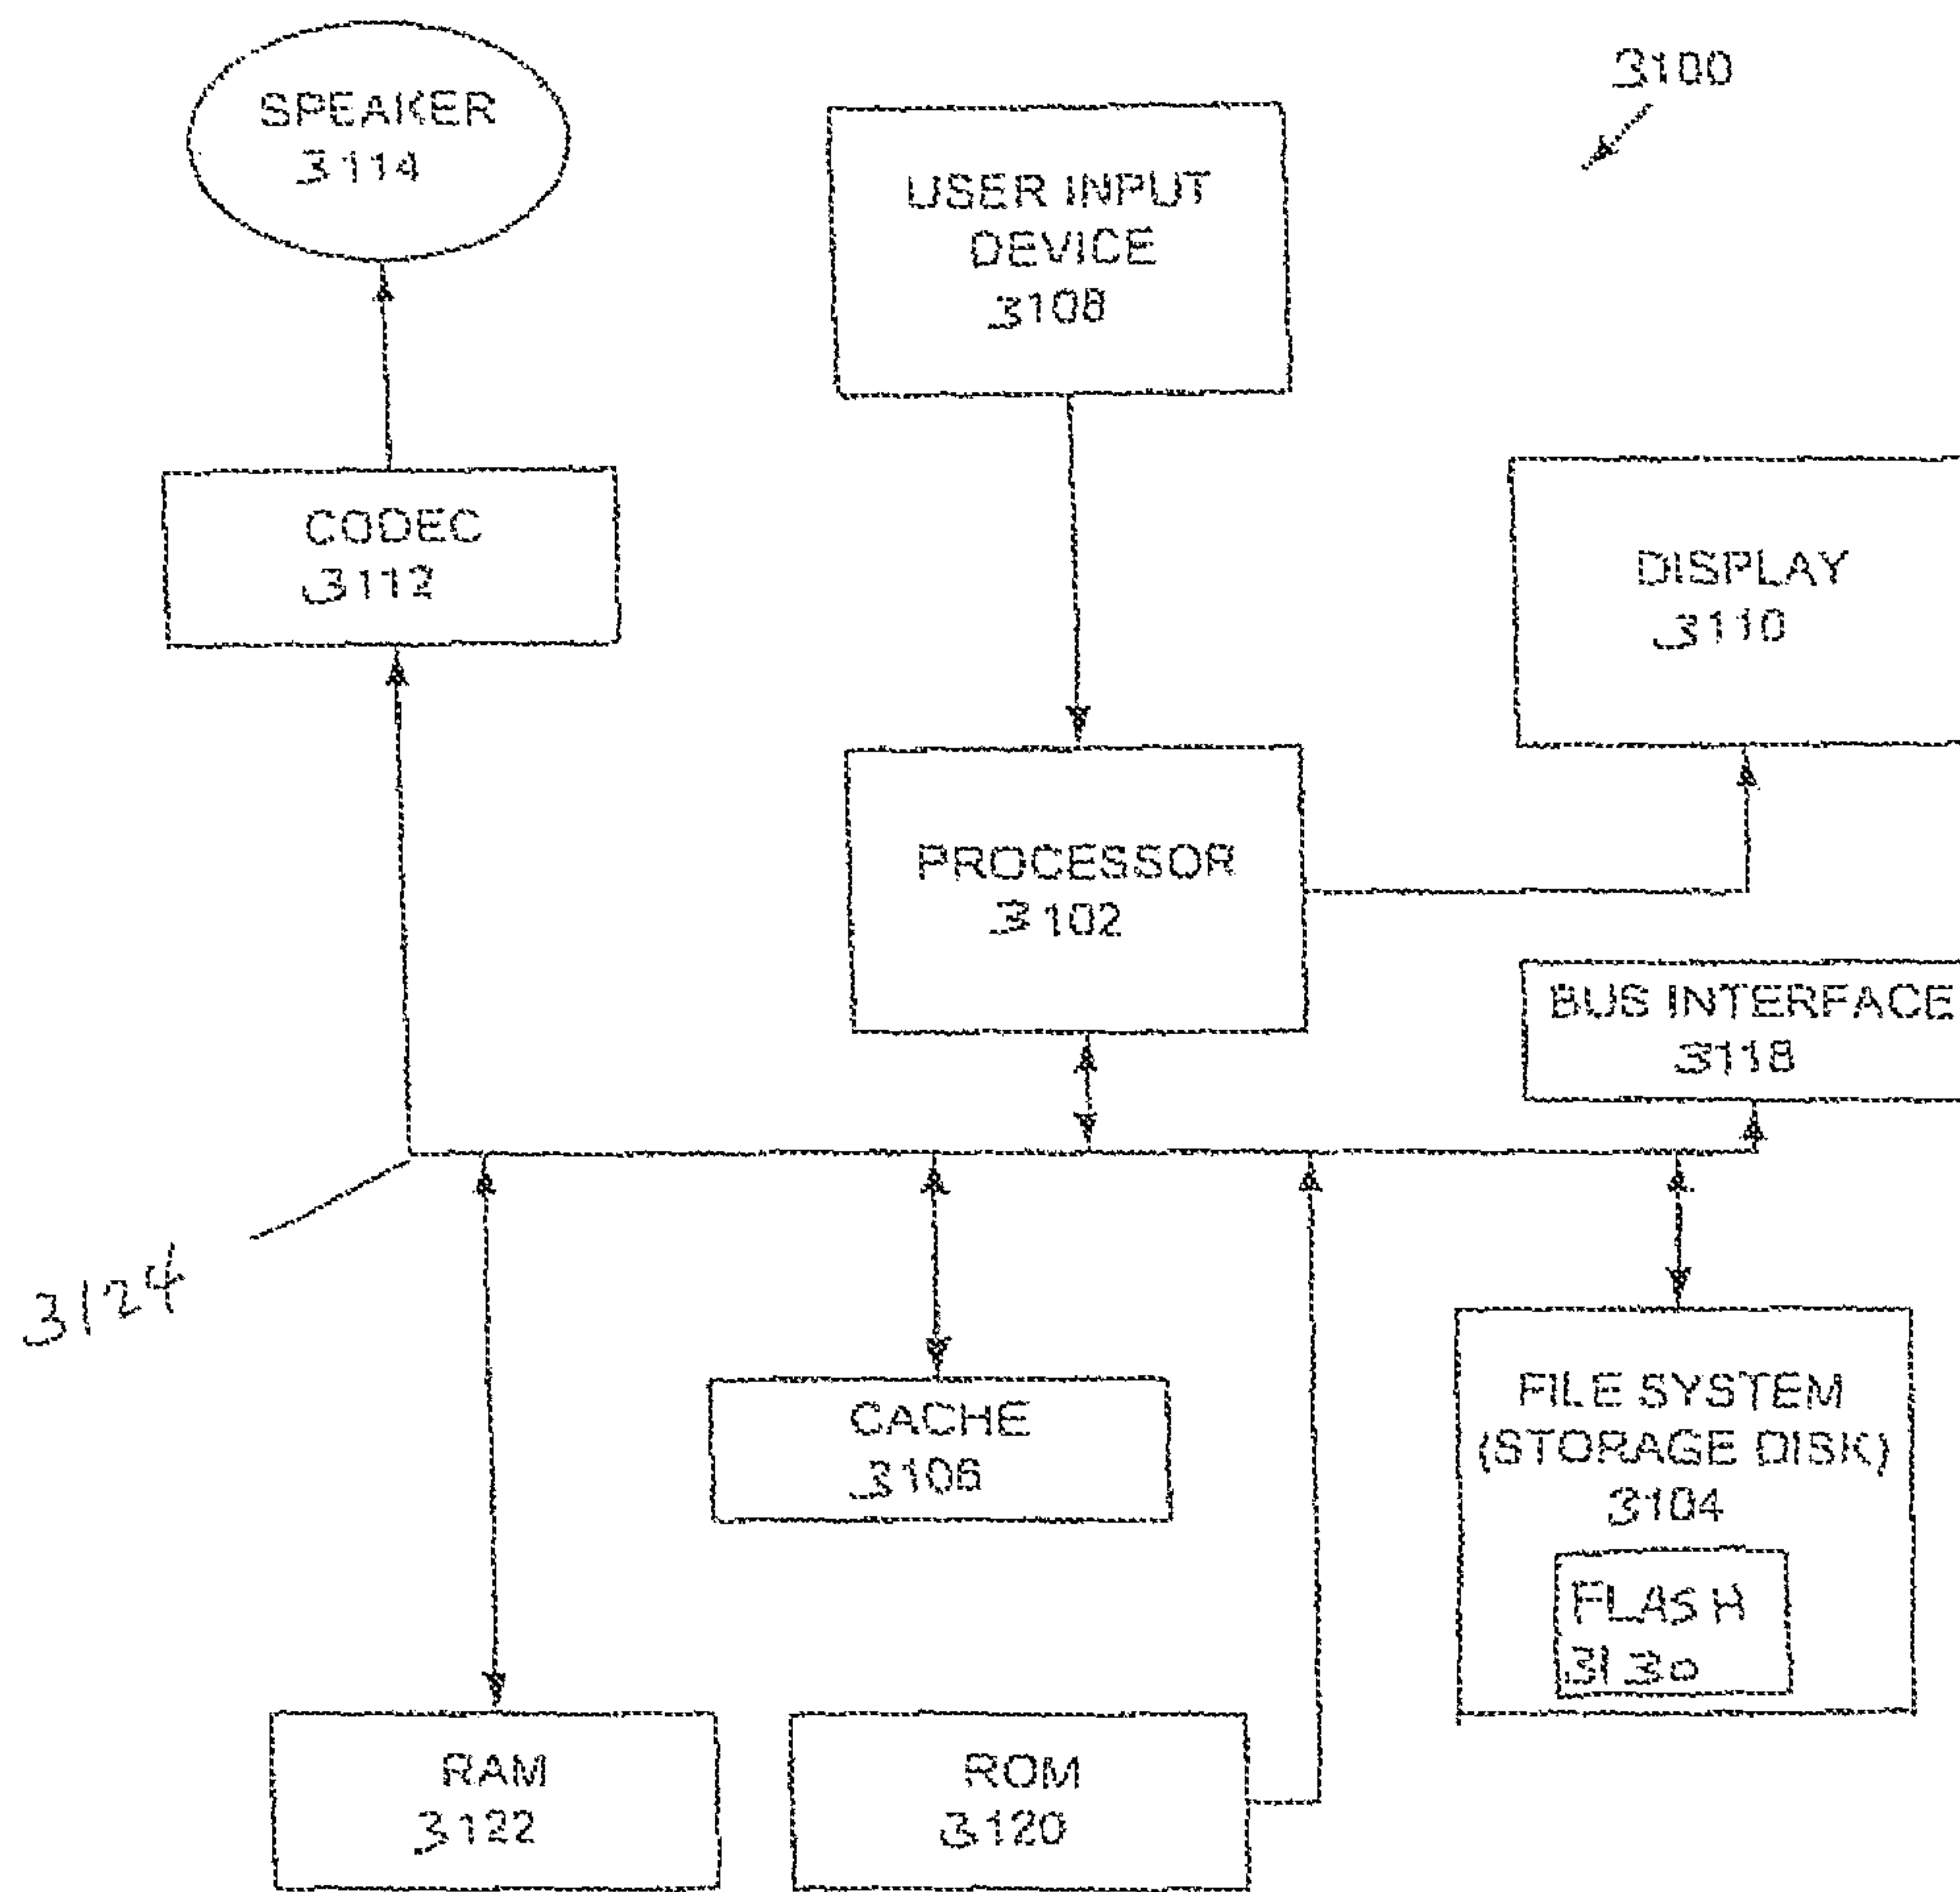 3100
SPEAKER
3114
USER INPUT
DEVICE
3108
CODEC
3112
DISPLAY
3110
PROCESSOR
3102
BUS INTERFACE
3118
3124
CACHE
3106
FILE SYSTEM
(STORAGE DISK)
3104
FLASH
3130
RAM
3122
ROM
3120